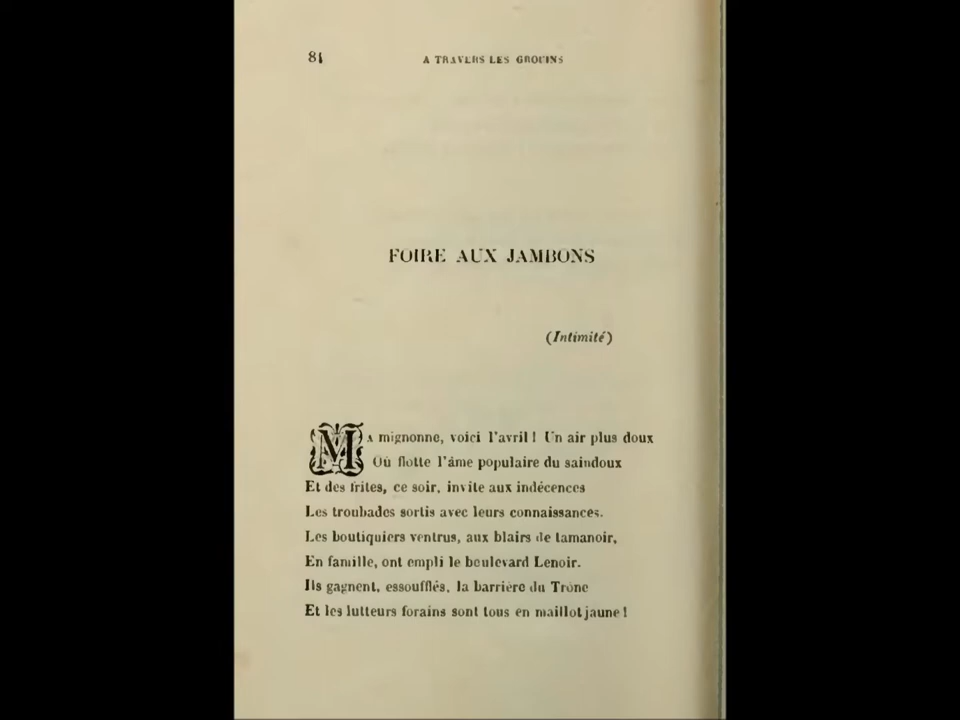 84
A TRAVERS LES GROUINS
FOIRE AUX JAMBONS
(Intimité)
MA mignonne, voici l'avril! Un air plus doux
Où flotte l'âme populaire du saindoux
Et des frites, ce soir, invite aux indécences
Les troubades sortis avec leurs connaissances.
Les boutiquiers ventrus, aux blairs de tamanoir,
En famille, ont empli le boulevard Lenoir.
Ils gagnent, essoufflés, la barrière du Trône
Et les lutteurs forains sont tous en maillot jaune!